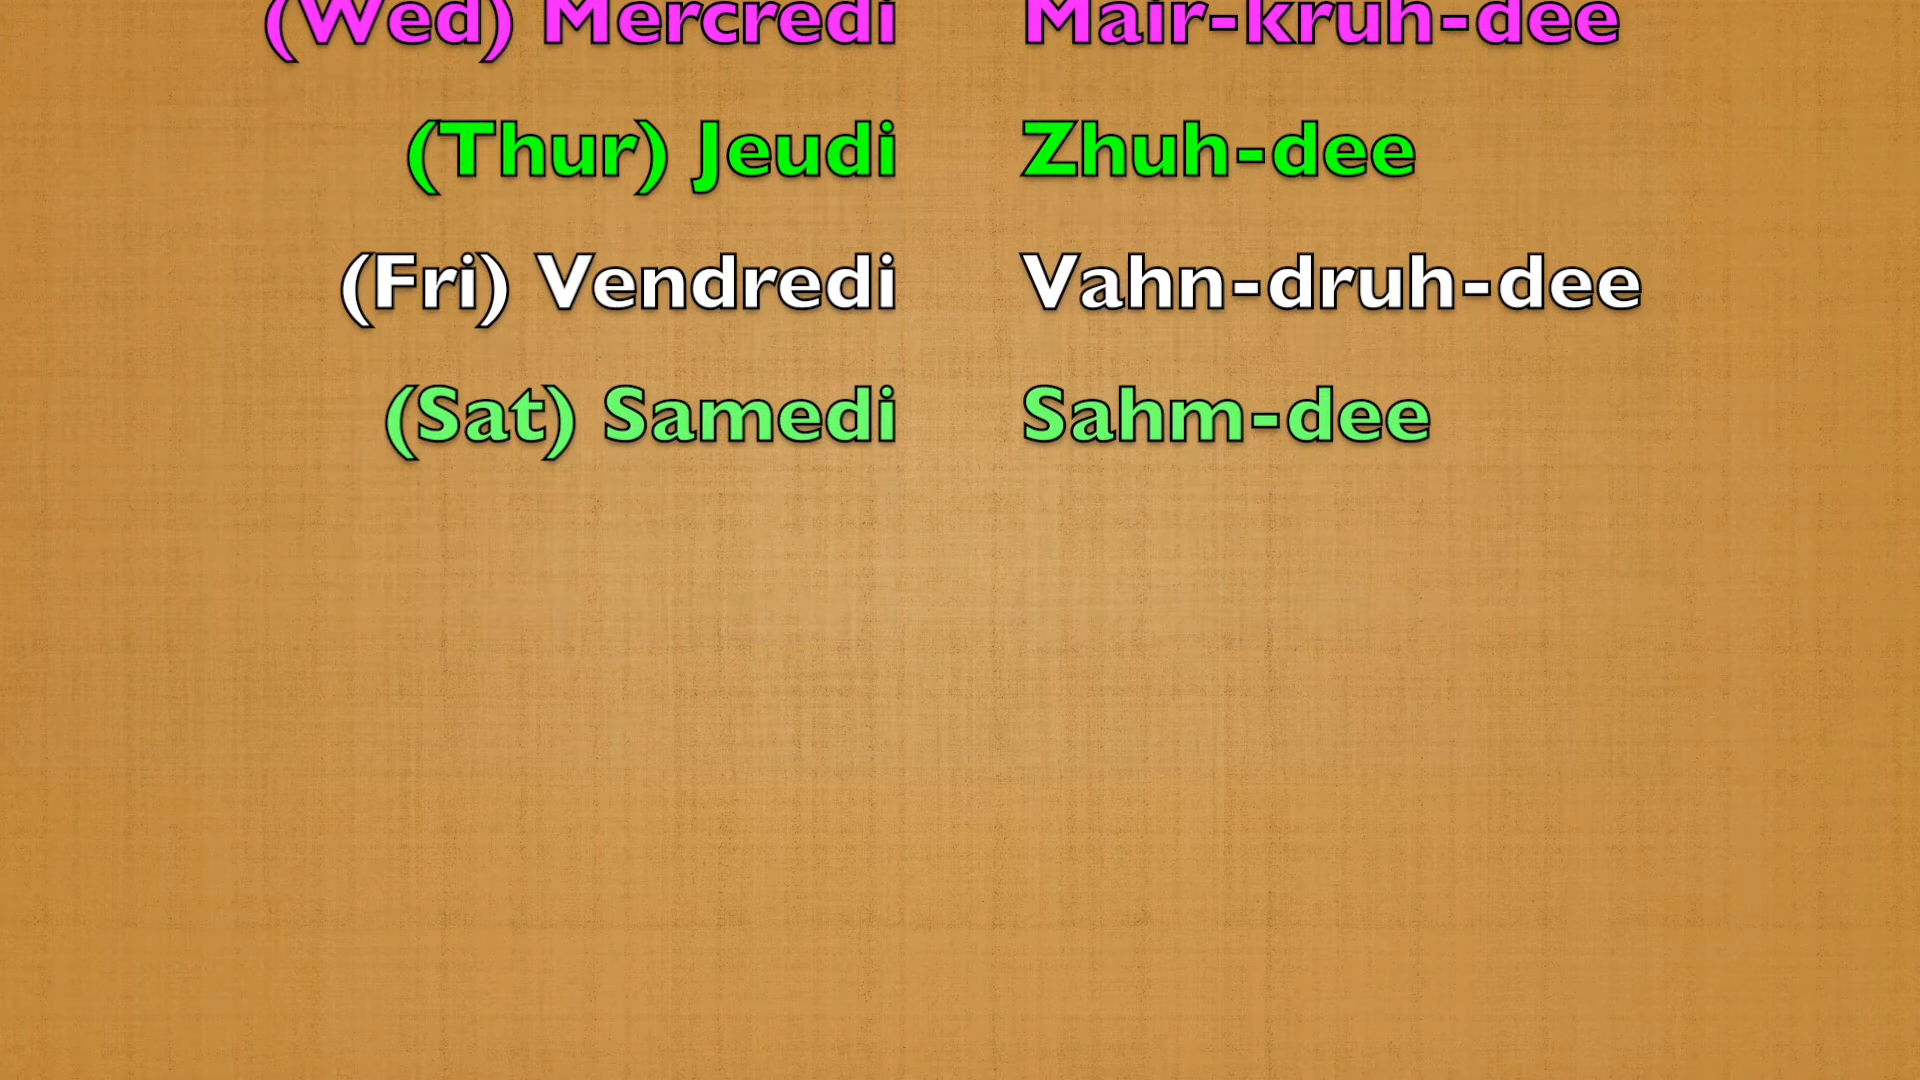 (Wed) Mercredi Mair-kruh-dee
(Thur) Jeudi Zhuh-dee
(Fri) Vendredi Vahn-druh-dee
(Sat) Samedi Sahm-dee